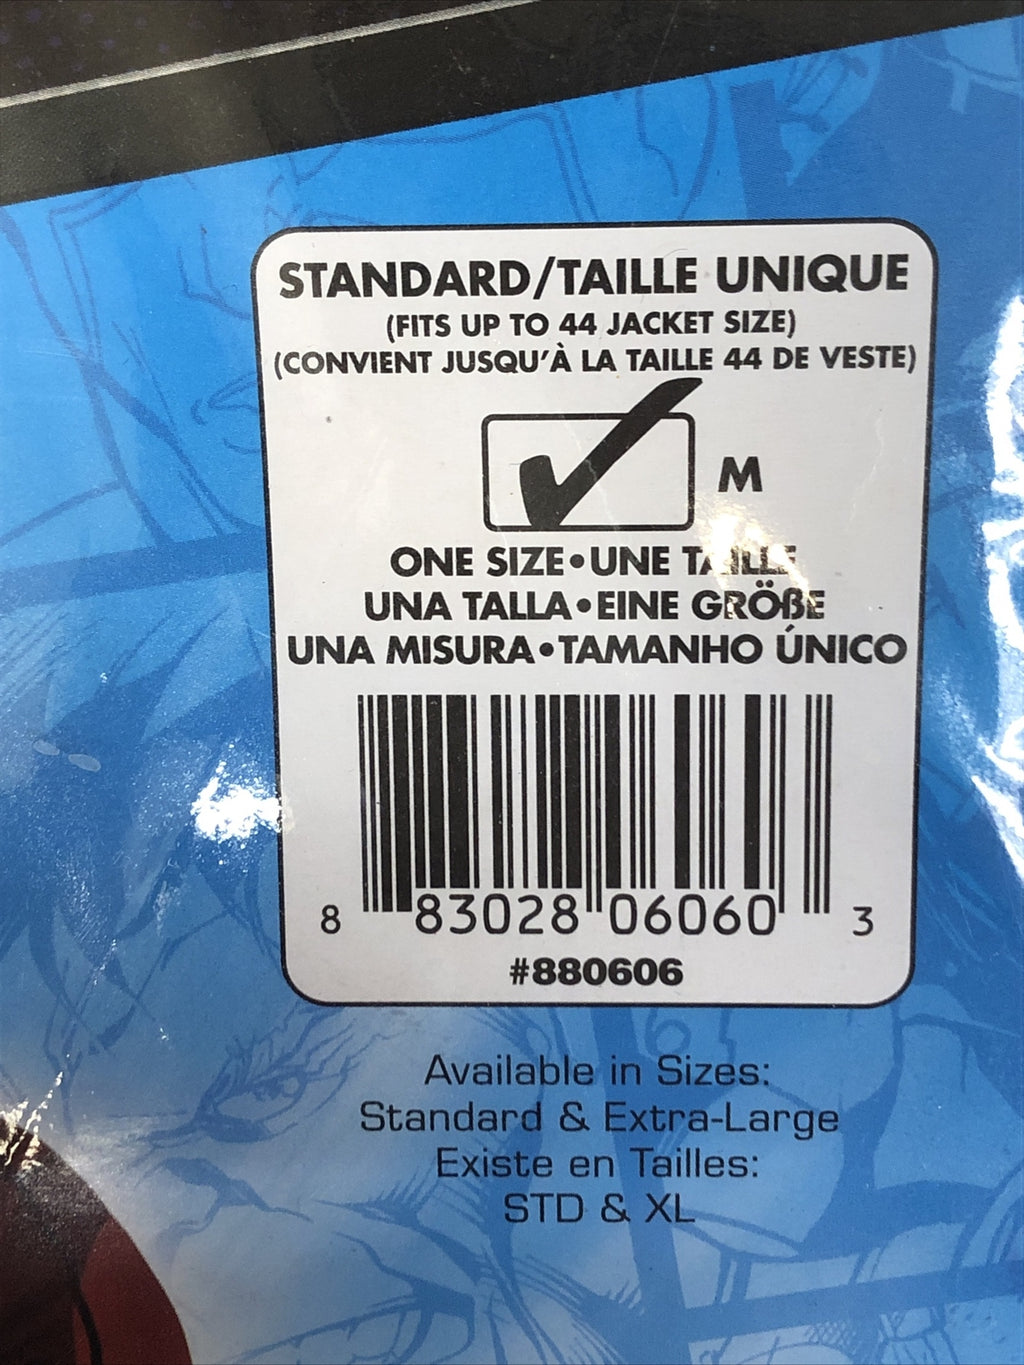 STANDARD/TAILLE UNIQUE
(FITS UP TO 44 JACKET SIZE)
(CONVIENT JUSQU'À LA TAILLE 44 DE VESTE)
M
ONE SIZE•UNE TAILLE
UNA TALLA•EINE GRÖßE
UNA MISURA•TAMANHO ÚNICO
8 83028 06060 3
#880606
Available in Sizes:
Standard & Extra-Large
Existe en Tailles:
STD & XL